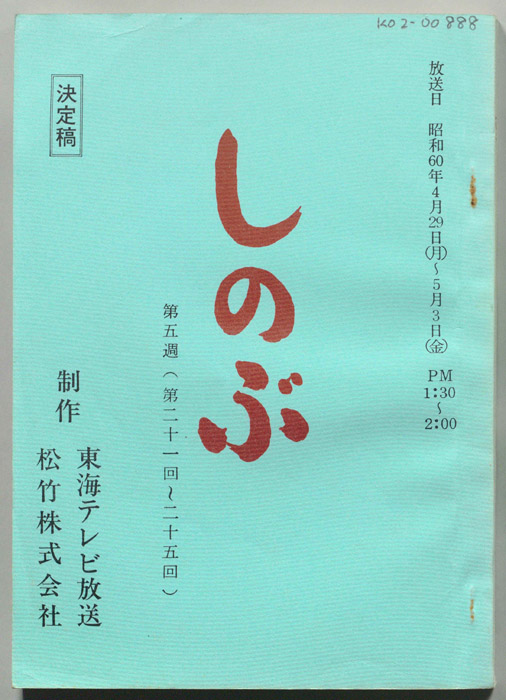 KO2-00888
放送日　昭和60年4月29日(月)～5月3日(金)
PM 1:30～2:00
しのぶ
第五週（第二十一回～二十五回）
決定稿
制作
東海テレビ放送
松竹株式会社